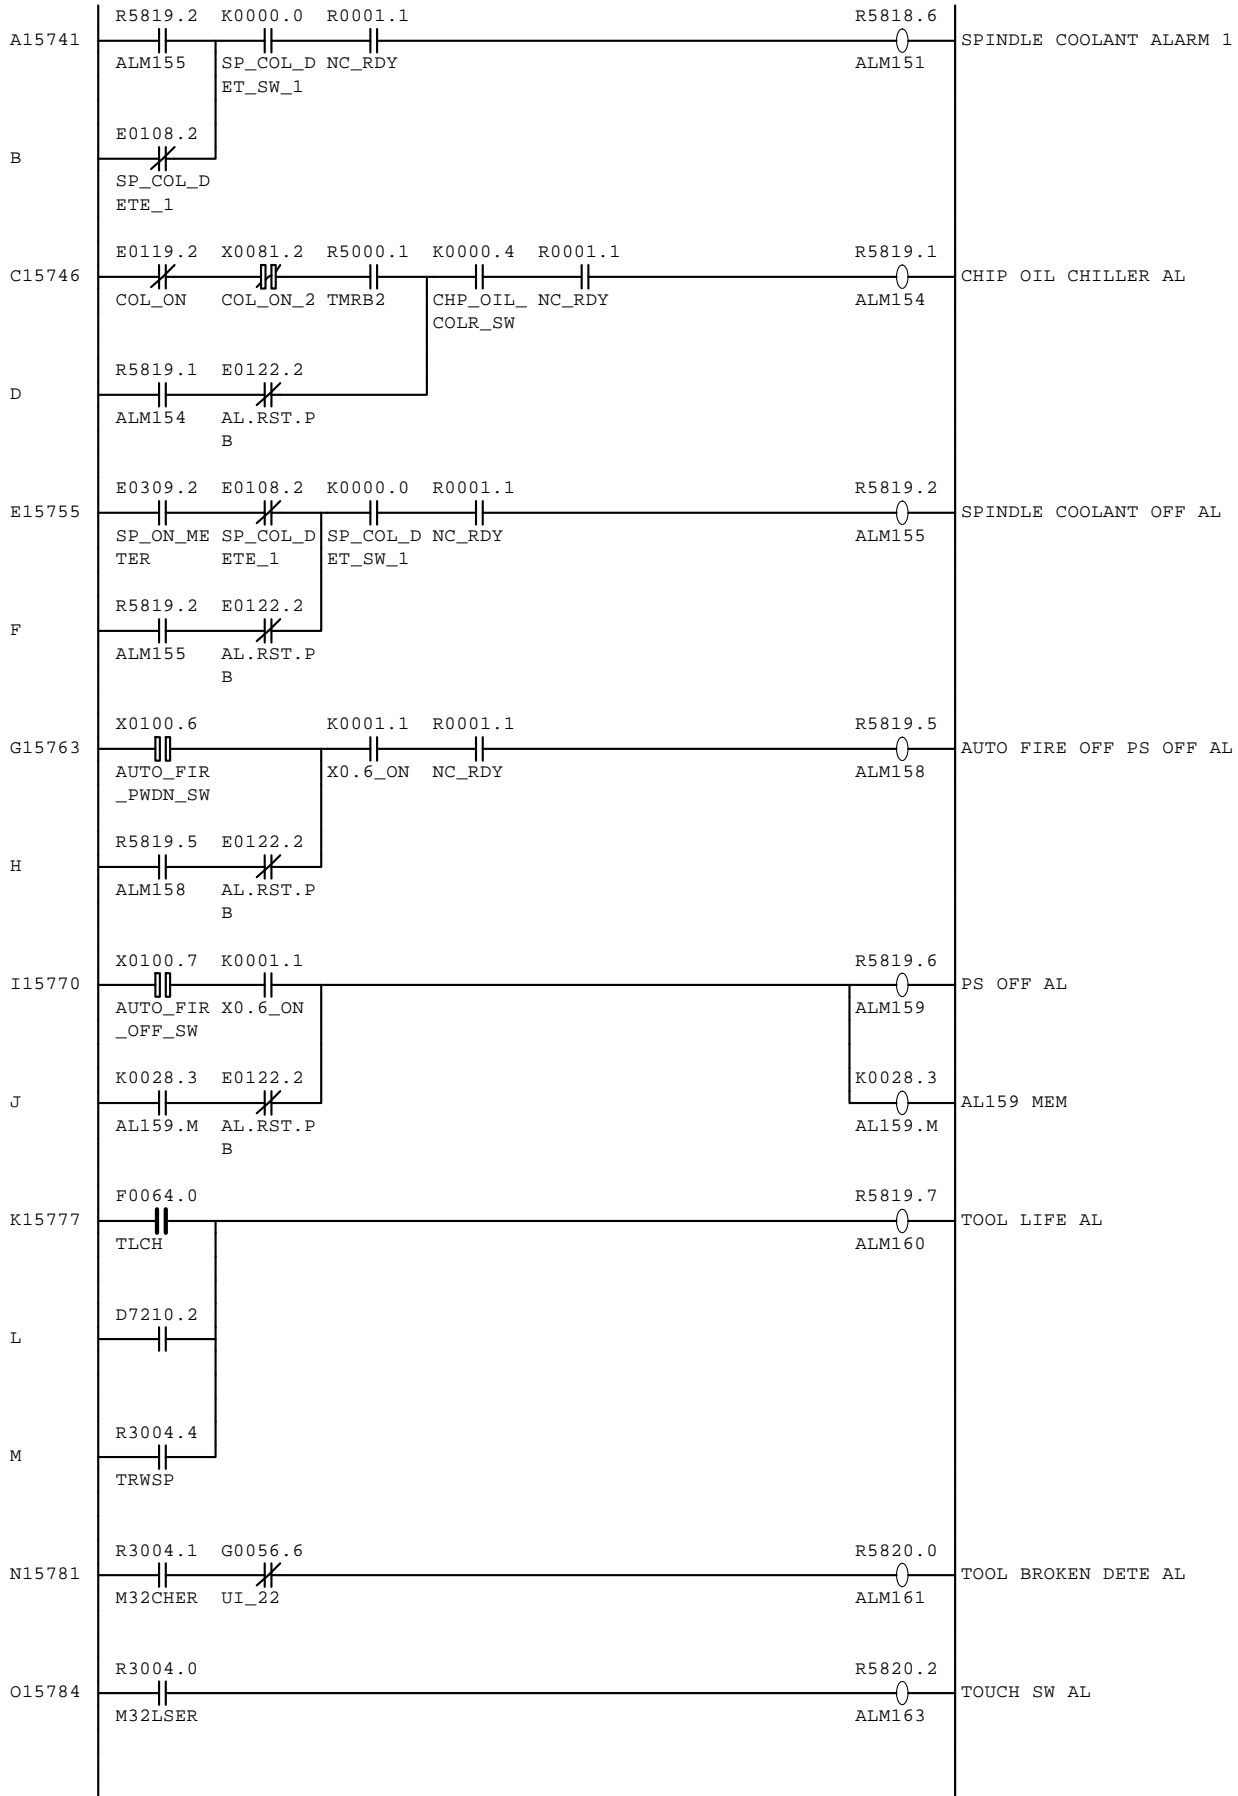 R5819.2 K0000.0 R0001.1 R5818.6
A15741 SPINDLE COOLANT ALARM 1
ALM155 SP_COL_D NC_RDY ALM151
ET_SW_1
E0108.2
B
SP_COL_D
ETE_1
E0119.2 X0081.2 R5000.1 K0000.4 R0001.1 R5819.1
C15746 CHIP OIL CHILLER AL
COL_ON COL_ON_2 TMRB2 CHP_OIL_ NC_RDY ALM154
COLR_SW
R5819.1 E0122.2
D
ALM154 AL.RST.P
B
E0309.2 E0108.2 K0000.0 R0001.1 R5819.2
E15755 SPINDLE COOLANT OFF AL
SP_ON_ME SP_COL_D SP_COL_D NC_RDY ALM155
TER ETE_1 ET_SW_1
R5819.2 E0122.2
F
ALM155 AL.RST.P
B
X0100.6 K0001.1 R0001.1 R5819.5
G15763 AUTO FIRE OFF PS OFF AL
AUTO_FIR X0.6_ON NC_RDY ALM158
_PWDN_SW
R5819.5 E0122.2
H
ALM158 AL.RST.P
B
X0100.7 K0001.1 R5819.6
I15770 PS OFF AL
AUTO_FIR X0.6_ON ALM159
_OFF_SW
K0028.3 E0122.2 K0028.3
J AL159 MEM
AL159.M AL.RST.P AL159.M
B
F0064.0 R5819.7
K15777 TOOL LIFE AL
TLCH ALM160
D7210.2
L
R3004.4
M
TRWSP
R3004.1 G0056.6 R5820.0
N15781 TOOL BROKEN DETE AL
M32CHER UI_22 ALM161
R3004.0 R5820.2
O15784 TOUCH SW AL
M32LSER ALM163